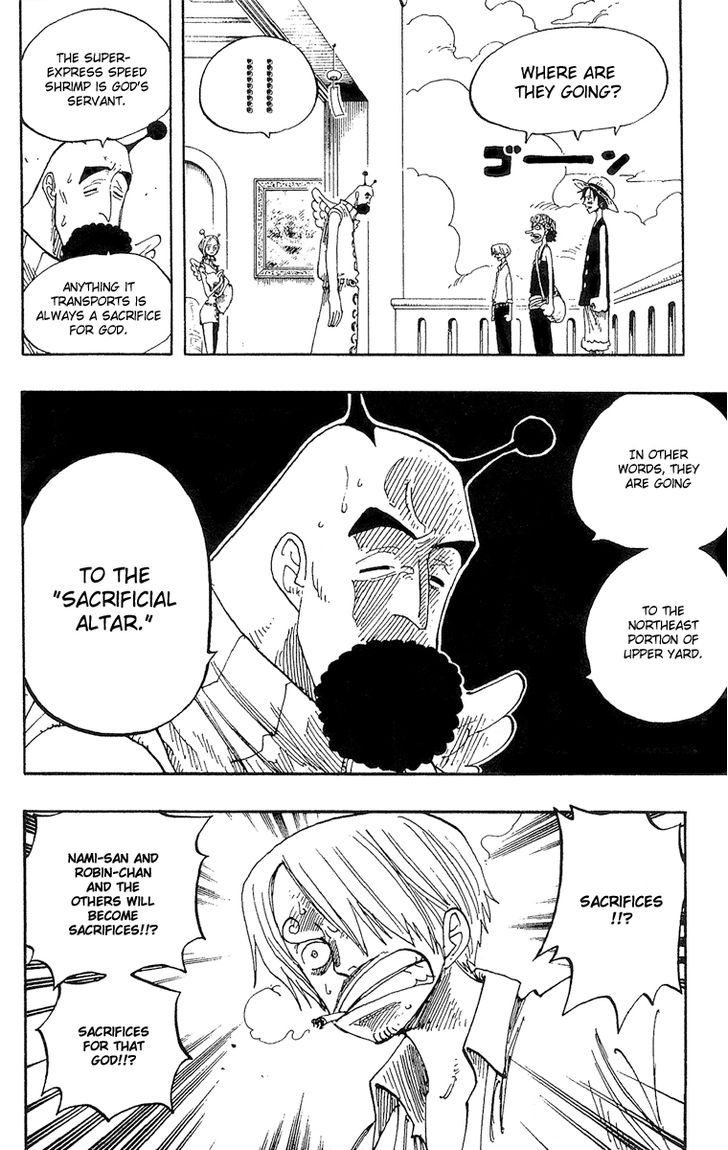 WHERE ARE
THEY GOING?
ゴーン
!!
THE SUPER-
EXPRESS SPEED
SHRIMP IS GOD'S
SERVANT.
ANYTHING IT
TRANSPORTS IS
ALWAYS A SACRIFICE
FOR GOD.
IN OTHER
WORDS, THEY
ARE GOING
TO THE
NORTHEAST
PORTION OF
UPPER YARD.
TO THE
"SACRIFICIAL
ALTAR."
SACRIFICES
!!?
NAMI-SAN AND
ROBIN-CHAN
AND THE
OTHERS WILL
BECOME
SACRIFICES!!?
SACRIFICES
FOR THAT
GOD!!?